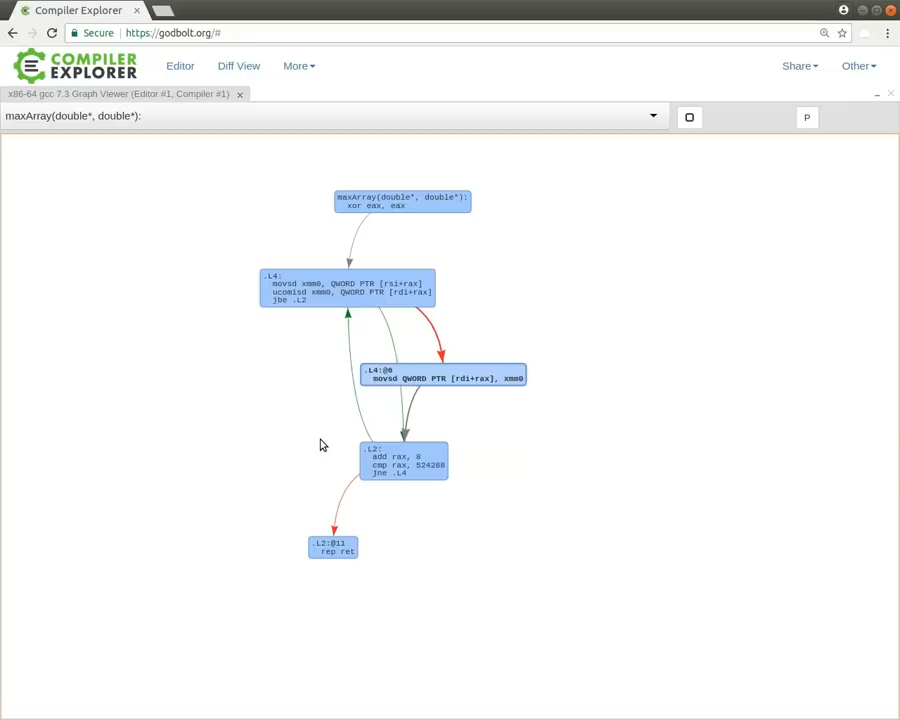 Compiler Explorer
Secure https://godbolt.org/#
COMPILER
EXPLORER
Editor Diff View More Share Other
x86-64 gcc 7.3 Graph Viewer (Editor #1, Compiler #1)
maxArray(double*, double*):
P
maxArray(double*, double*):
xor eax, eax
.L4:
movsd xmm0, QWORD PTR [rsi+rax]
ucomisd xmm0, QWORD PTR [rdi+rax]
jbe .L2
.L4:@6
movsd QWORD PTR [rdi+rax], xmm0
.L2:
add rax, 8
cmp rax, 524288
jne .L4
.L2:@11
rep ret